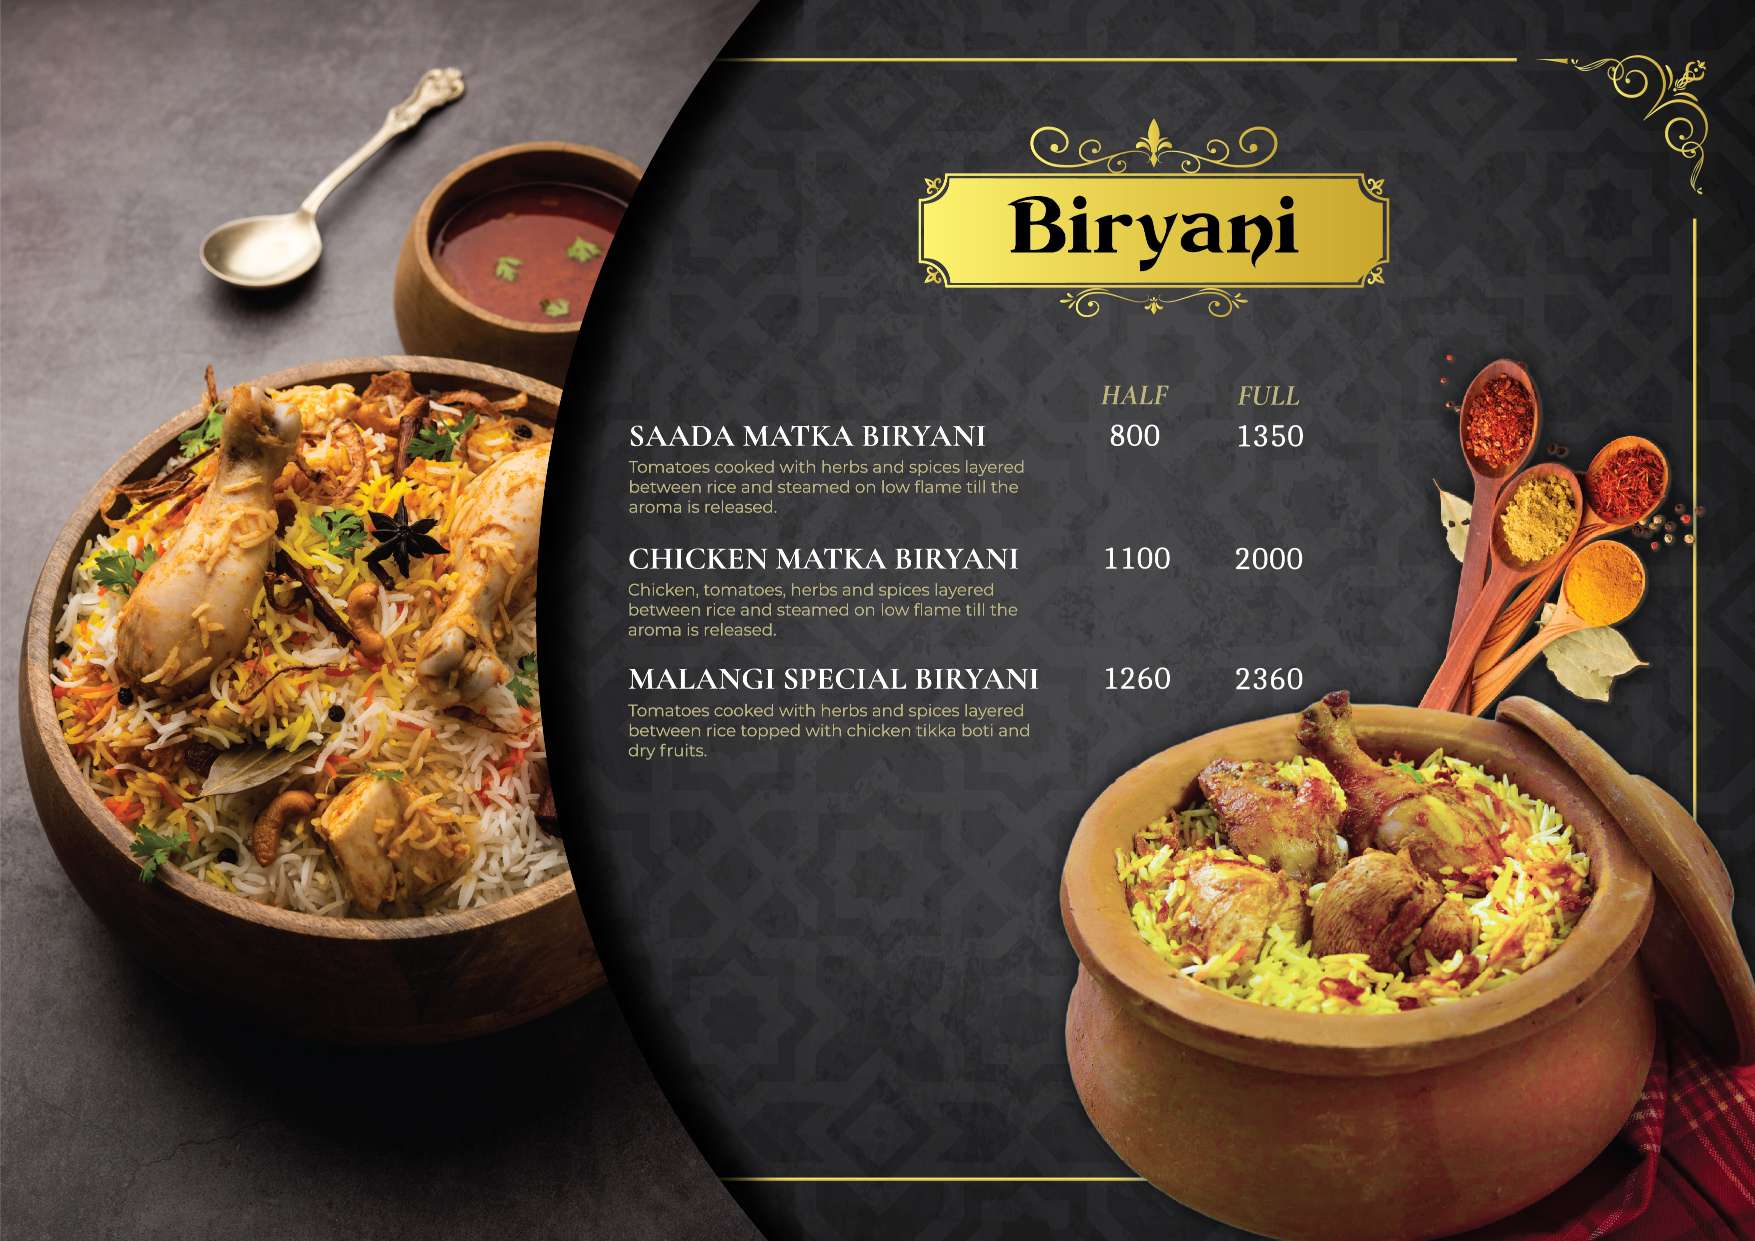 Biryani
HALF FULL
SAADA MATKA BIRYANI 800 1350
Tomatoes cooked with herbs and spices layered
between rice and steamed on low flame till the
aroma is released.
CHICKEN MATKA BIRYANI 1100 2000
Chicken, tomatoes, herbs and spices layered
between rice and steamed on low flame till the
aroma is released.
MALANGI SPECIAL BIRYANI 1260 2360
Tomatoes cooked with herbs and spices layered
between rice topped with chicken tikka boti and
dry fruits.